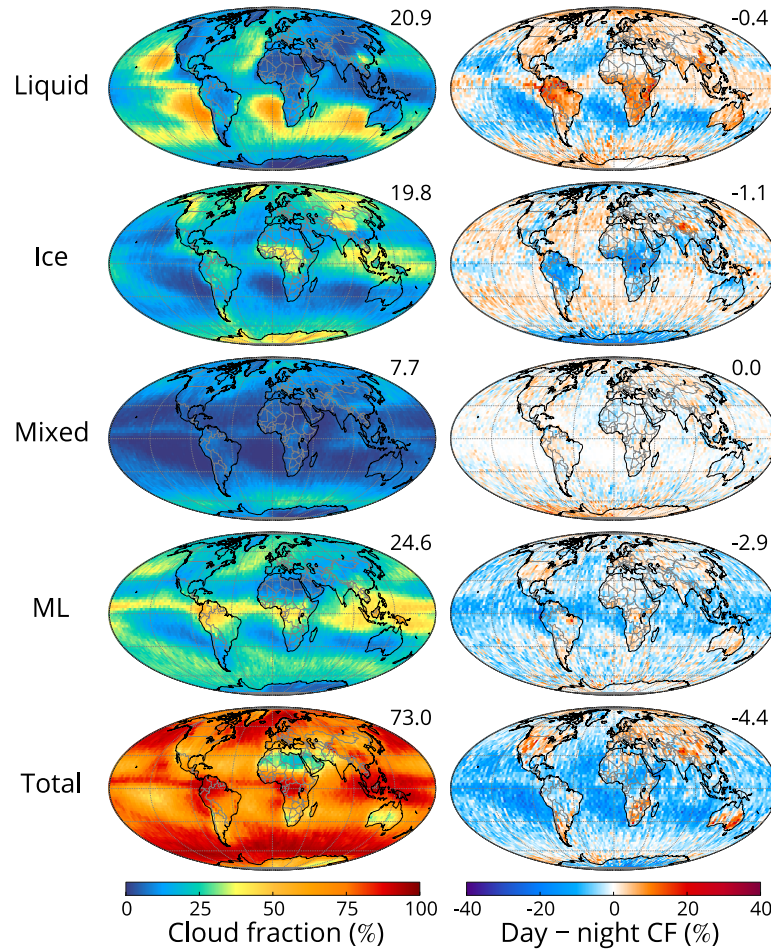 20.9
-0.4
Liquid
19.8
-1.1
Ice
7.7
0.0
Mixed
24.6
-2.9
ML
73.0
-4.4
Total
0 25 50 75 100
-40 -20 0 20 40
Cloud fraction (%)
Day − night CF (%)